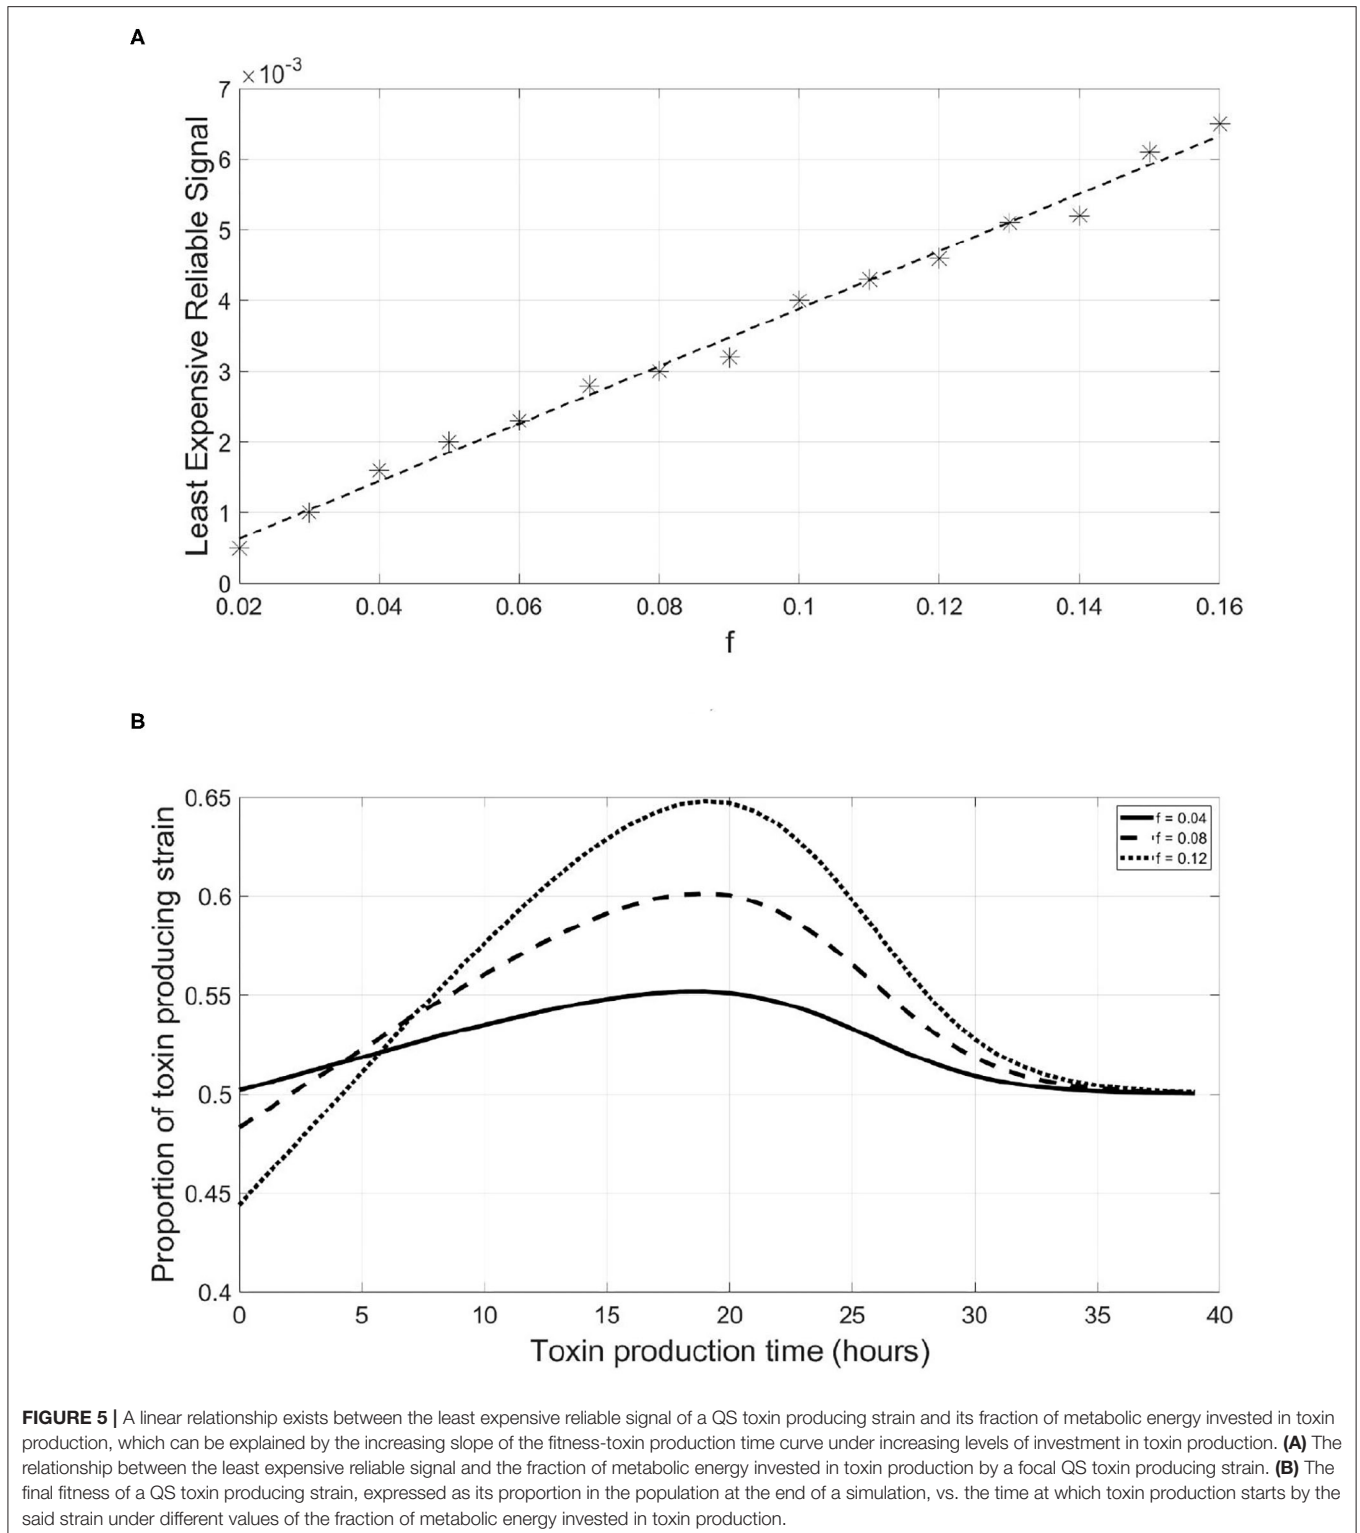 A
×10-3
7
6
5
4
3
2
1
0
Least Expensive Reliable Signal
0.02 0.04 0.06 0.08 0.1 0.12 0.14 0.16
f
B
0.65
0.6
0.55
0.5
0.45
0.4
Proportion of toxin producing strain
f = 0.04
f = 0.08
f = 0.12
0 5 10 15 20 25 30 35 40
Toxin production time (hours)
FIGURE 5 | A linear relationship exists between the least expensive reliable signal of a QS toxin producing strain and its fraction of metabolic energy invested in toxin
production, which can be explained by the increasing slope of the fitness-toxin production time curve under increasing levels of investment in toxin production. (A) The
relationship between the least expensive reliable signal and the fraction of metabolic energy invested in toxin production by a focal QS toxin producing strain. (B) The
final fitness of a QS toxin producing strain, expressed as its proportion in the population at the end of a simulation, vs. the time at which toxin production starts by the
said strain under different values of the fraction of metabolic energy invested in toxin production.